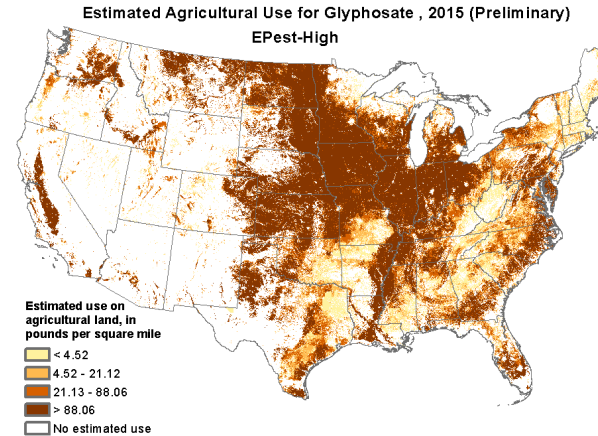 Estimated Agricultural Use for Glyphosate , 2015 (Preliminary)
EPest-High
Estimated use on
agricultural land, in
pounds per square mile
< 4.52
4.52 - 21.12
21.13 - 88.06
> 88.06
No estimated use